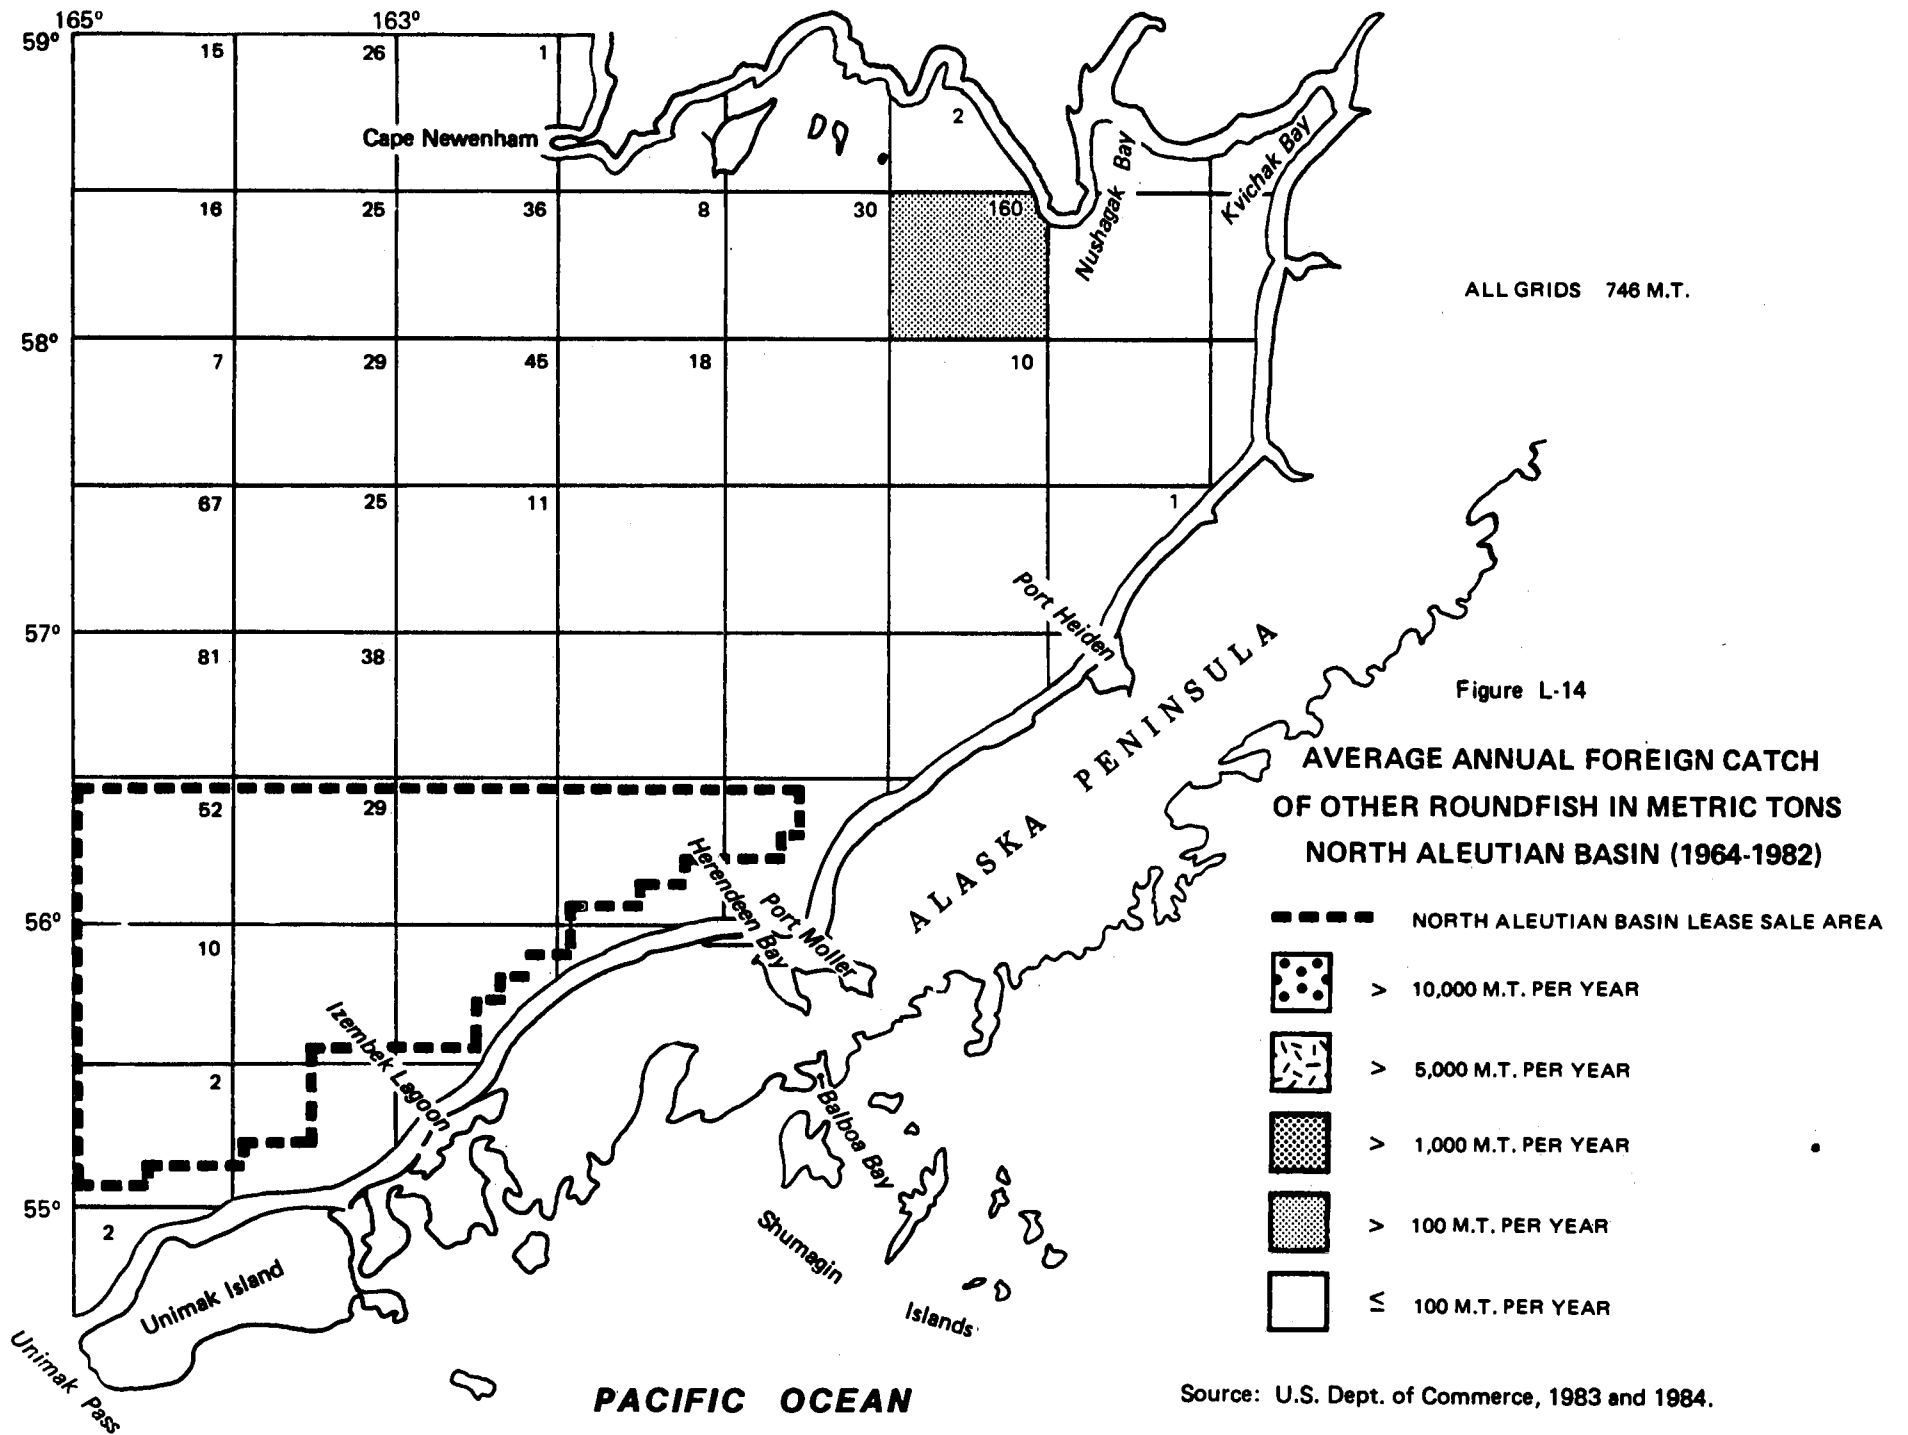 165° 163°
59°
15 26 1
2
Cape Newenham
Nushagak Bay
Kvichak Bay
16 25 36 8 30 160
ALL GRIDS 746 M.T.
58°
7 29 45 18 10
67 25 11 1
Port Heiden
57°
81 38
ALASKA PENINSULA
Figure L-14
AVERAGE ANNUAL FOREIGN CATCH
OF OTHER ROUNDFISH IN METRIC TONS
NORTH ALEUTIAN BASIN (1964-1982)
52 29
Herendeen Bay
Port Moller
56°
10
NORTH ALEUTIAN BASIN LEASE SALE AREA
> 10,000 M.T. PER YEAR
Izembek Lagoon
2
> 5,000 M.T. PER YEAR
Balboa Bay
> 1,000 M.T. PER YEAR
55°
2
> 100 M.T. PER YEAR
Shumagin
Islands
≤ 100 M.T. PER YEAR
Unimak Island
Unimak Pass
PACIFIC OCEAN
Source: U.S. Dept. of Commerce, 1983 and 1984.